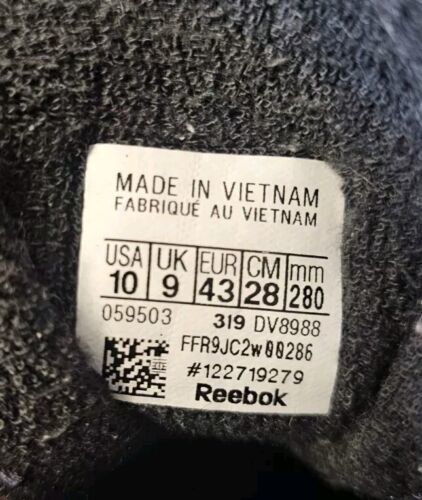 MADE IN VIETNAM
FABRIQUÉ AU VIETNAM
USA UK EUR CM mm
10 9 43 28 280
059503 319 DV8988
FFR9JC2w00286
#122719279
Reebok